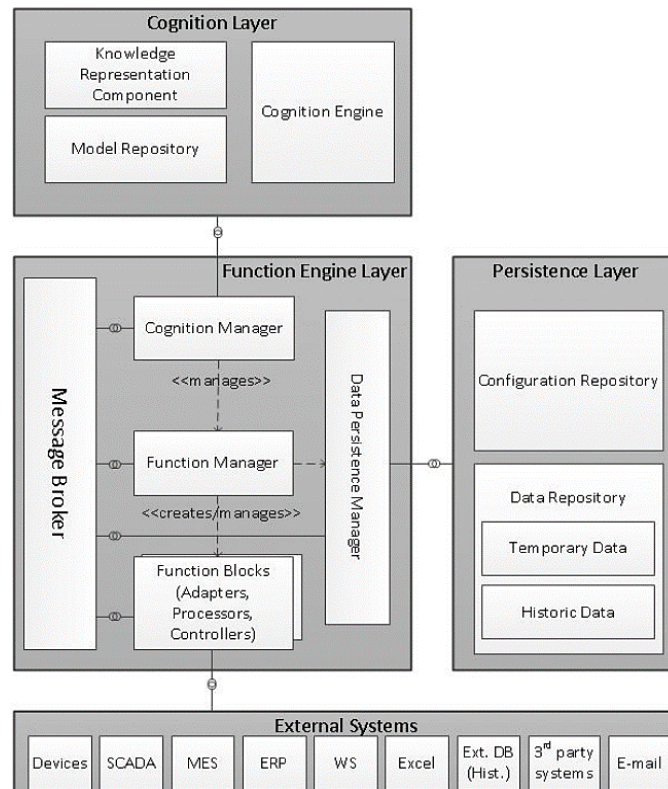 Cognition Layer
Knowledge
Representation
Component
Model Repository
Cognition Engine
Function Engine Layer
Message Broker
Cognition Manager
<<manages>>
Function Manager
<<creates/manages>>
Function Blocks
(Adapters,
Processors,
Controllers)
Data Persistence Manager
Persistence Layer
Configuration Repository
Data Repository
Temporary Data
Historic Data
External Systems
Devices
SCADA
MES
ERP
WS
Excel
Ext. DB
(Hist.)
3rd party
systems
E-mail